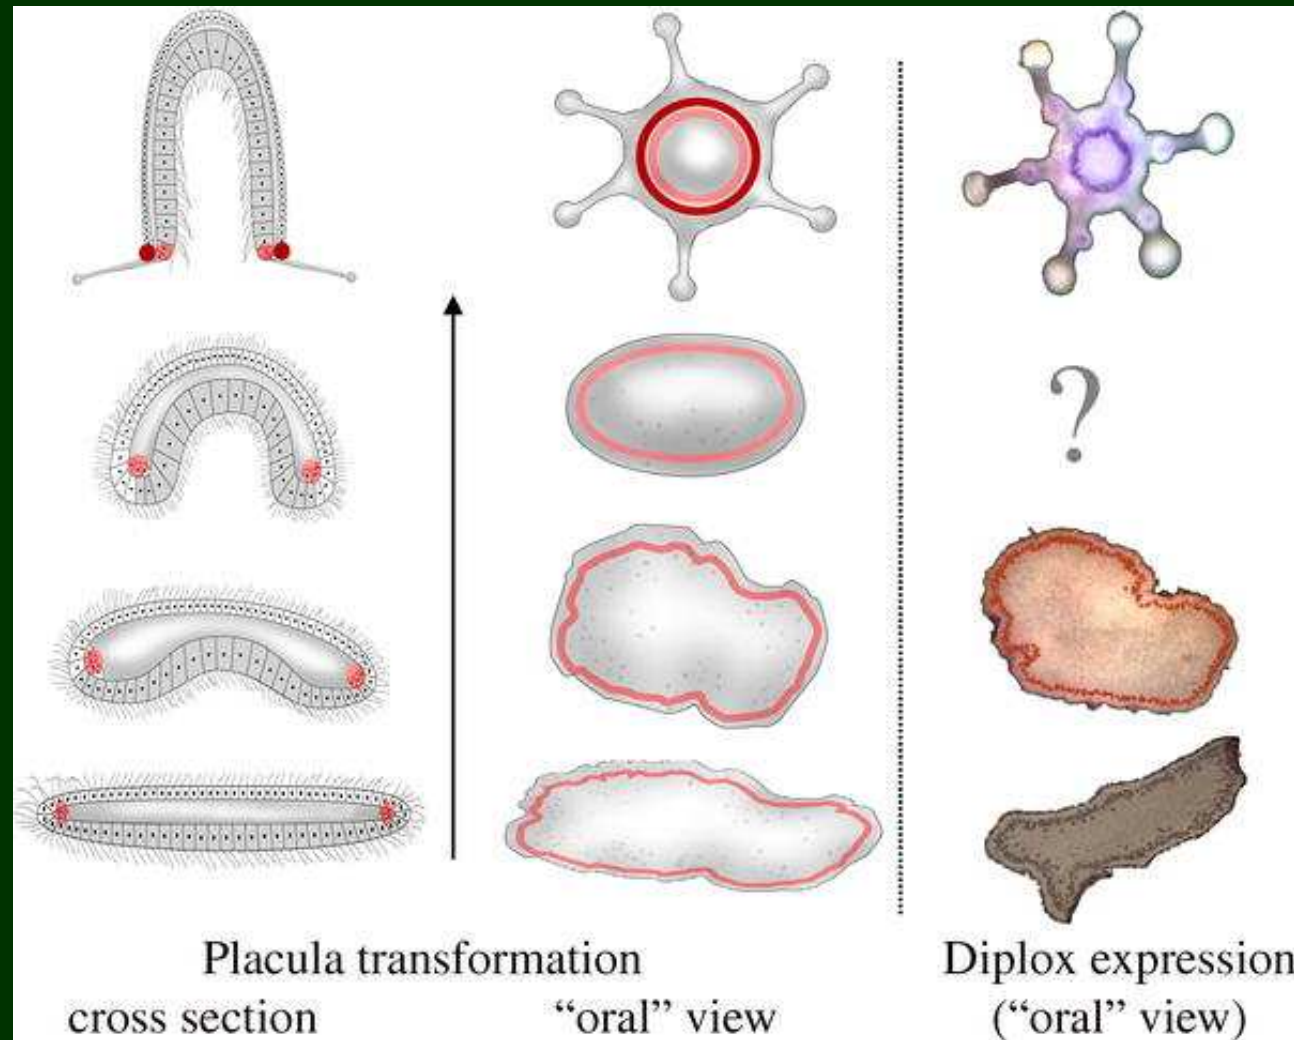 ?
Placula transformation
cross section
“oral” view
Diplox expression
(“oral” view)